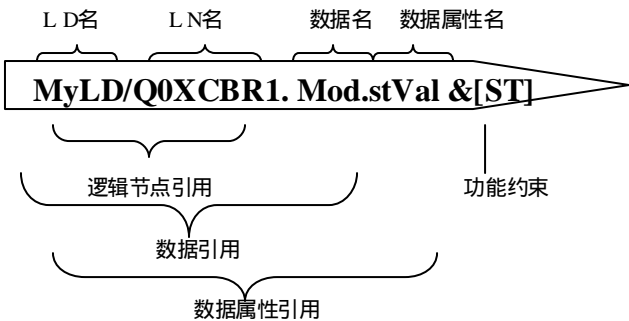 L D名 L N名 数据名 数据属性名
MyLD/Q0XCBR1. Mod.stVal &[ST]
逻辑节点引用 功能约束
数据引用
数据属性引用